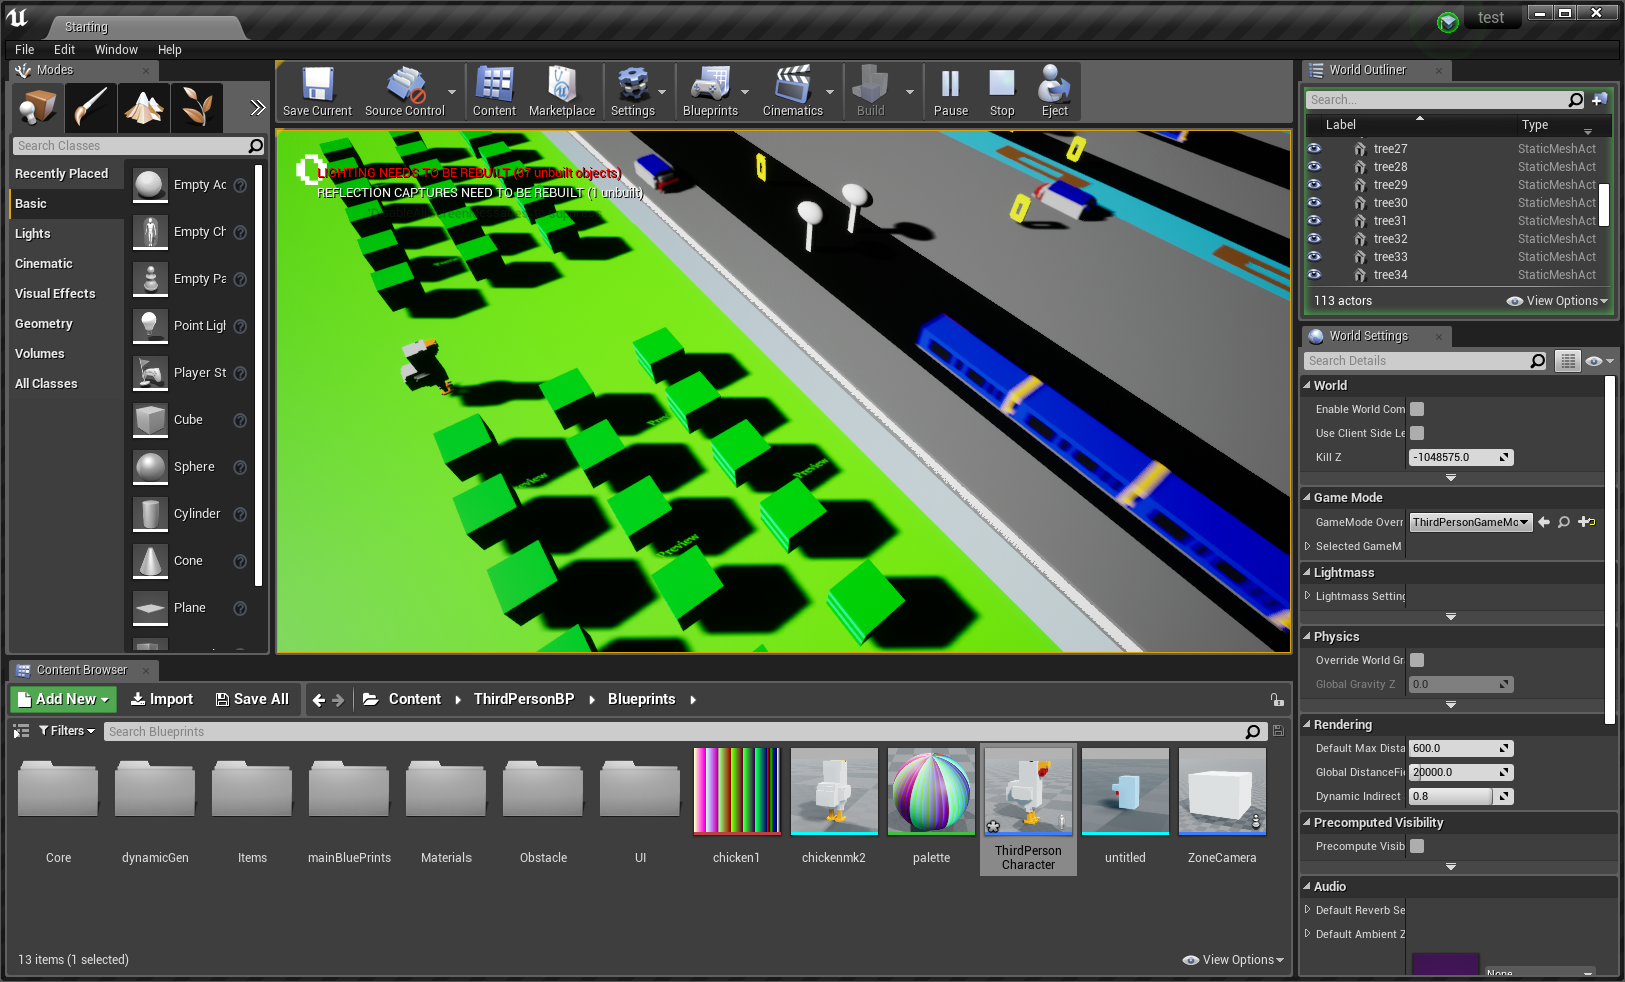 Starting
test
File Edit Window Help
Modes
Search Classes
Recently Placed
Basic
Lights
Cinematic
Visual Effects
Geometry
Volumes
All Classes
Empty Ac
Empty Ch
Empty Pa
Point Ligh
Player St
Cube
Sphere
Cylinder
Cone
Plane
Save Current
Source Control
Content
Marketplace
Settings
Blueprints
Cinematics
Build
Pause
Stop
Eject
LIGHTING NEEDS TO BE REBUILT (37 unbuilt objects)
REFLECTION CAPTURES NEED TO BE REBUILT (1 unbuilt)
Preview
Preview
Preview
World Outliner
Search...
Label Type
tree27 StaticMeshAct
tree28 StaticMeshAct
tree29 StaticMeshAct
tree30 StaticMeshAct
tree31 StaticMeshAct
tree32 StaticMeshAct
tree33 StaticMeshAct
tree34 StaticMeshAct
113 actors View Options
World Settings
Search Details
World
Enable World Com
Use Client Side Le
Kill Z -1048575.0
Game Mode
GameMode Overr ThirdPersonGameMo
Selected GameM
Lightmass
Lightmass Setting
Physics
Override World Gr
Global Gravity Z 0.0
Rendering
Default Max Dista 600.0
Global DistanceFie 20000.0
Dynamic Indirect 0.8
Precomputed Visibility
Precompute Visib
Audio
Default Reverb Se
Default Ambient Z
None
Content Browser
Add New Import Save All Content ThirdPersonBP Blueprints
Filters Search Blueprints
Core
dynamicGen
Items
mainBluePrints
Materials
Obstacle
UI
chicken1
chickenmk2
palette
ThirdPerson
Character
untitled
ZoneCamera
13 items (1 selected) View Options